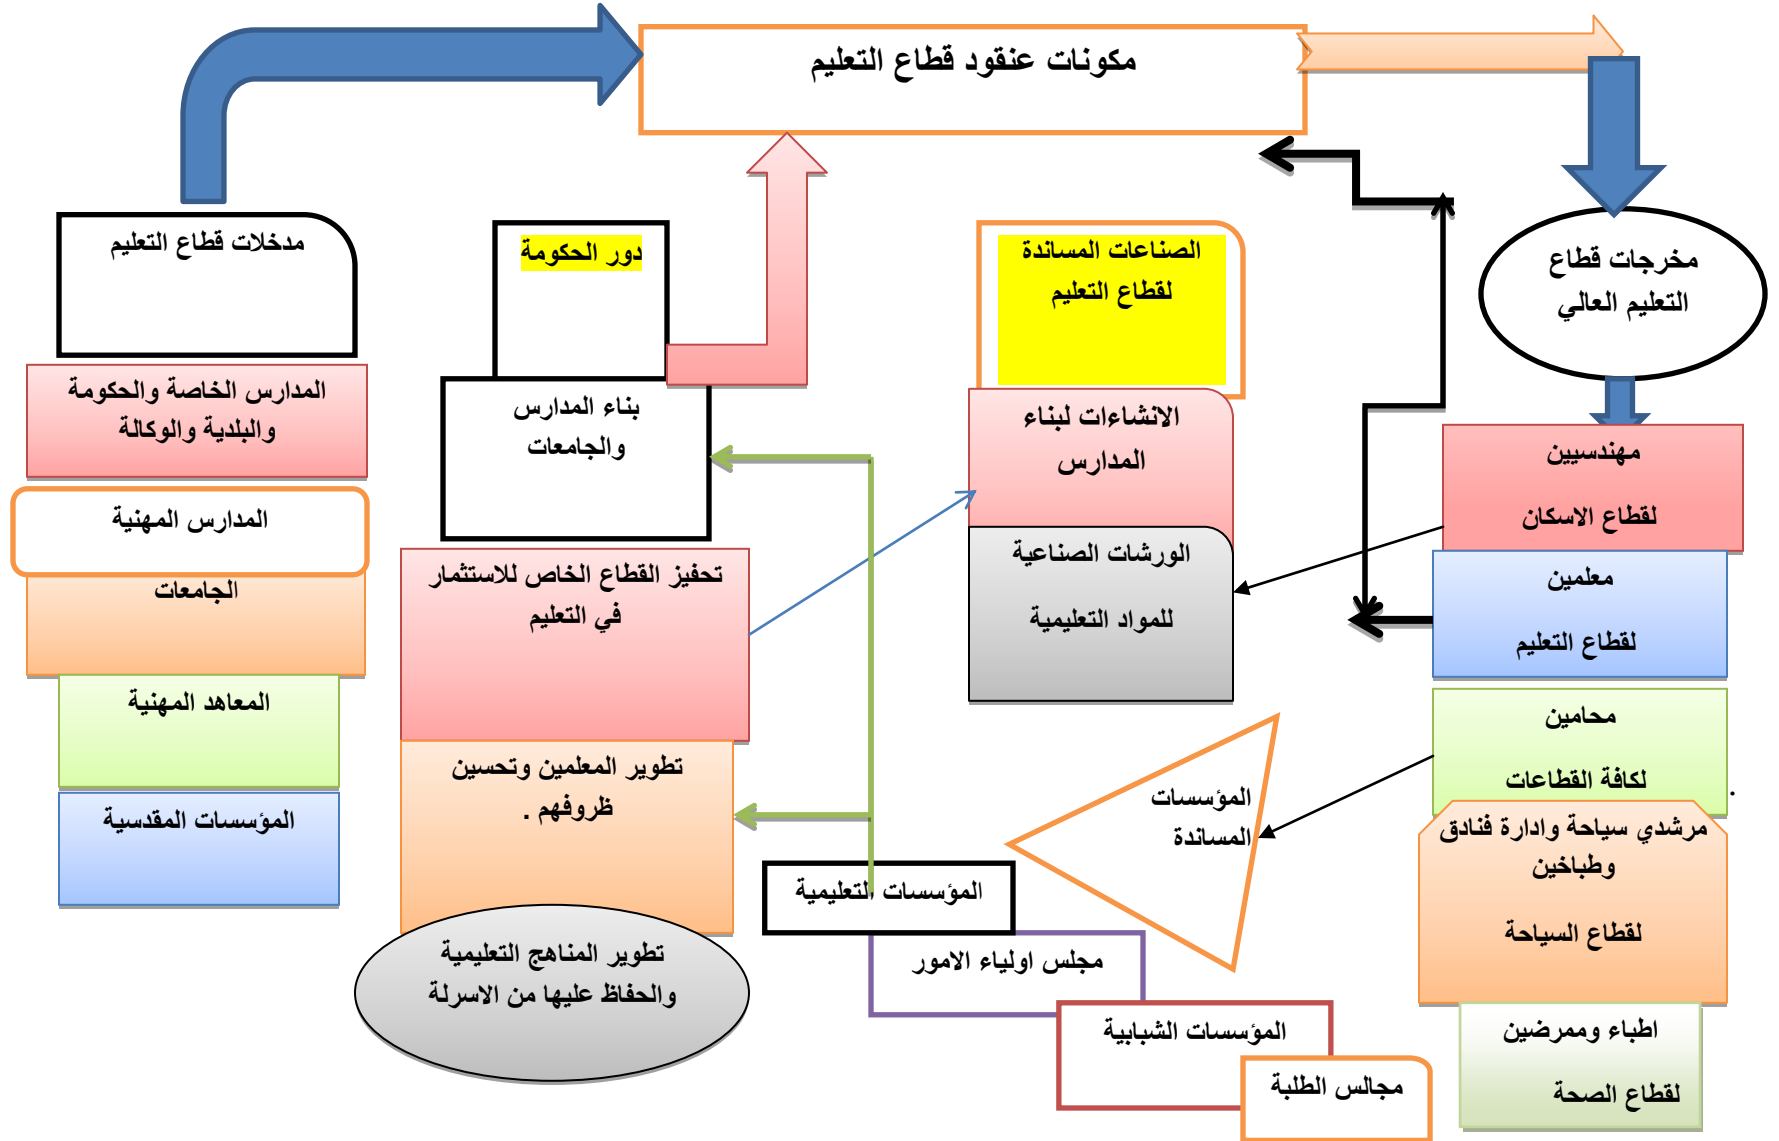 مكونات عنقود قطاع التعليم
مخرجات قطاع
التعليم العالي
مهندسيين
لقطاع الاسكان
معلمين
لقطاع التعليم
محامين
لكافة القطاعات
.
مرشدي سياحة وادارة فنادق
وطباخين
لقطاع السياحة
اطباء وممرضين
لقطاع الصحة
الصناعات المساندة
لقطاع التعليم
الانشاءات لبناء
المدارس
الورشات الصناعية
للمواد التعليمية
المؤسسات
المساندة
المؤسسات التعليمية
مجلس اولياء الامور
المؤسسات الشبابية
مجالس الطلبة
دور الحكومة
بناء المدارس
والجامعات
تحفيز القطاع الخاص للاستثمار
في التعليم
تطوير المعلمين وتحسين
ظروفهم .
تطوير المناهج التعليمية
والحفاظ عليها من الاسرلة
مدخلات قطاع التعليم
المدارس الخاصة والحكومة
والبلدية والوكالة
المدارس المهنية
الجامعات
المعاهد المهنية
المؤسسات المقدسية